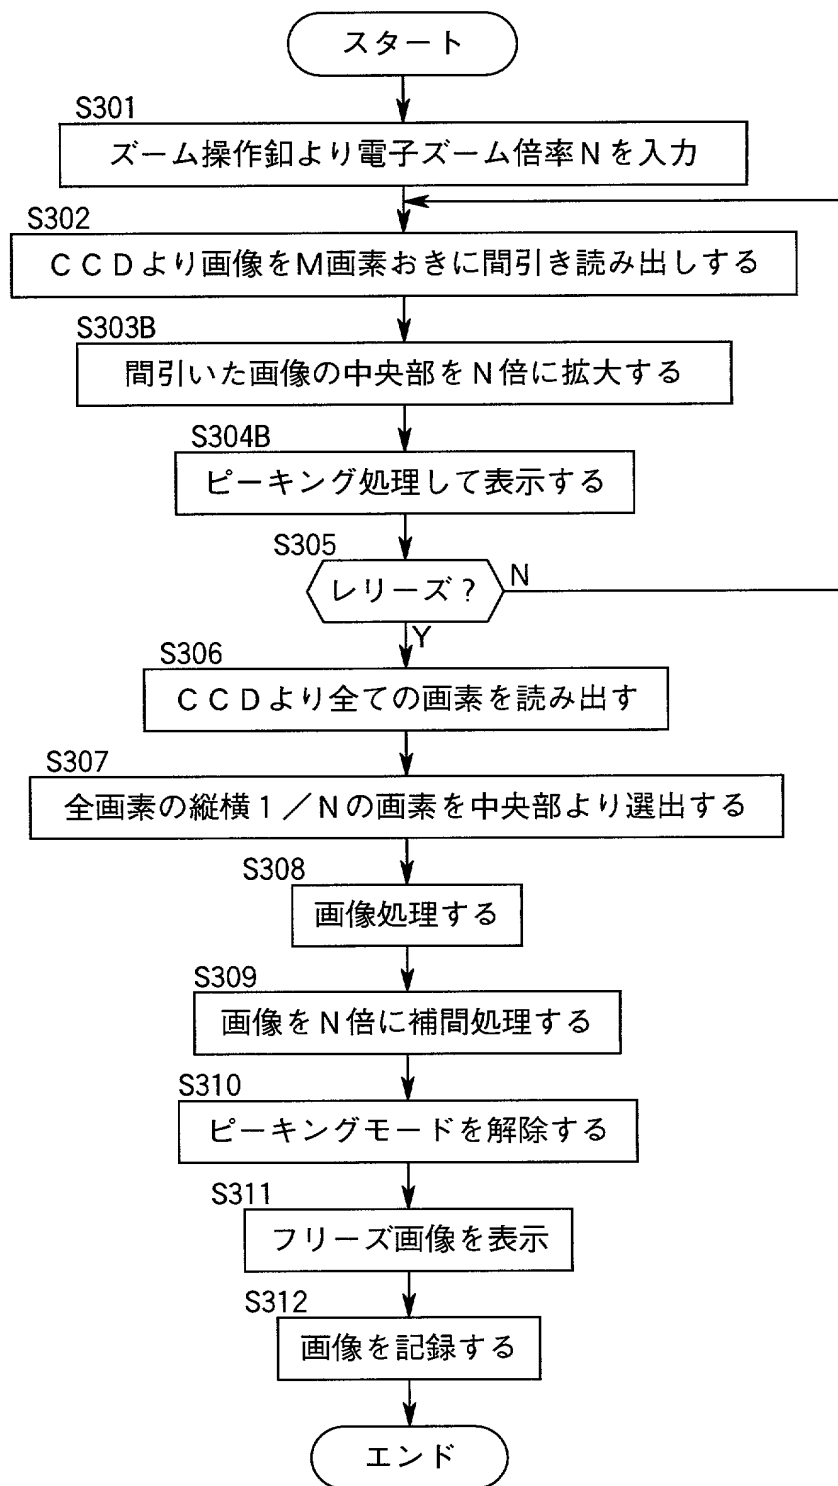 スタート
S301
ズーム操作釦より電子ズーム倍率Nを入力
S302
CCDより画像をM画素おきに間引き読み出しする
S303B
間引いた画像の中央部をN倍に拡大する
S304B
ピーキング処理して表示する
S305
レリーズ?
N
Y
S306
CCDより全ての画素を読み出す
S307
全画素の縦横1/Nの画素を中央部より選出する
S308
画像処理する
S309
画像をN倍に補間処理する
S310
ピーキングモードを解除する
S311
フリーズ画像を表示
S312
画像を記録する
エンド